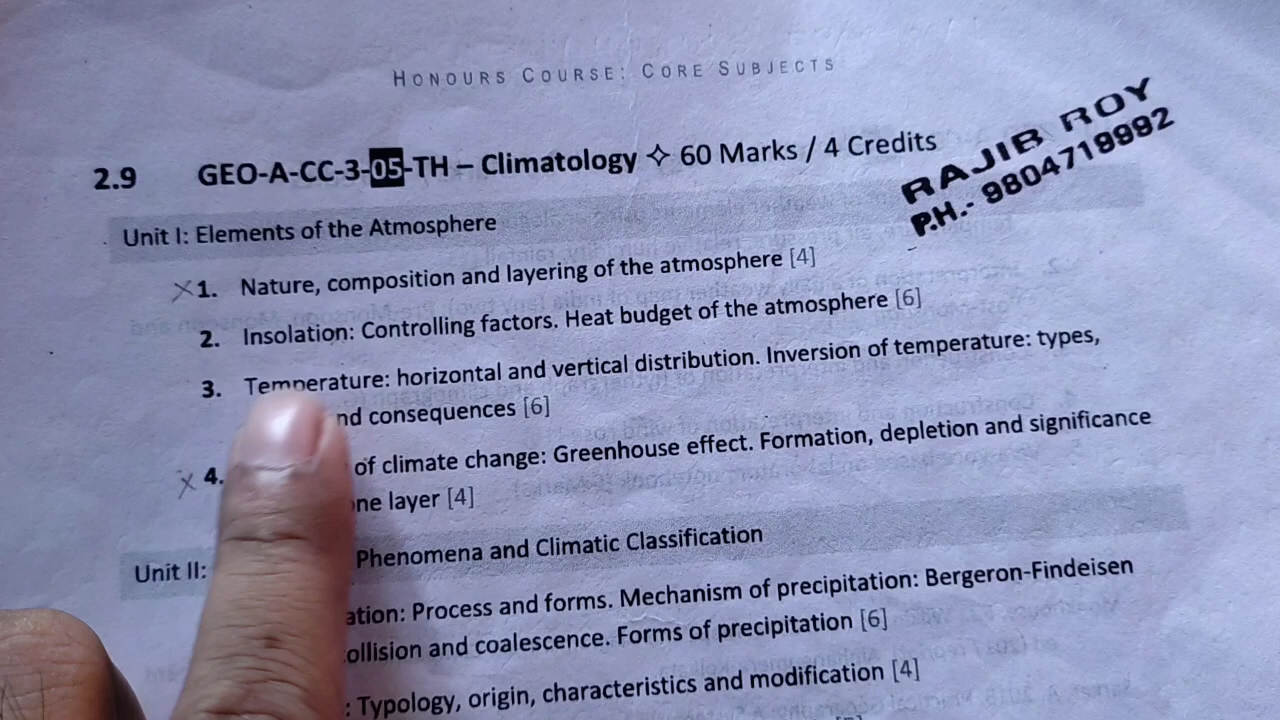 HONOURS COURSE: CORE SUBJECTS
RAJIB ROY
P.H.- 9804719992
2.9 GEO-A-CC-3-05-TH – Climatology ✧ 60 Marks / 4 Credits
Unit I: Elements of the Atmosphere
X 1. Nature, composition and layering of the atmosphere [4]
2. Insolation: Controlling factors. Heat budget of the atmosphere [6]
3. Temperature: horizontal and vertical distribution. Inversion of temperature: types,
nd consequences [6]
X 4. of climate change: Greenhouse effect. Formation, depletion and significance
ne layer [4]
Unit II: Phenomena and Climatic Classification
ation: Process and forms. Mechanism of precipitation: Bergeron-Findeisen
ollision and coalescence. Forms of precipitation [6]
: Typology, origin, characteristics and modification [4]